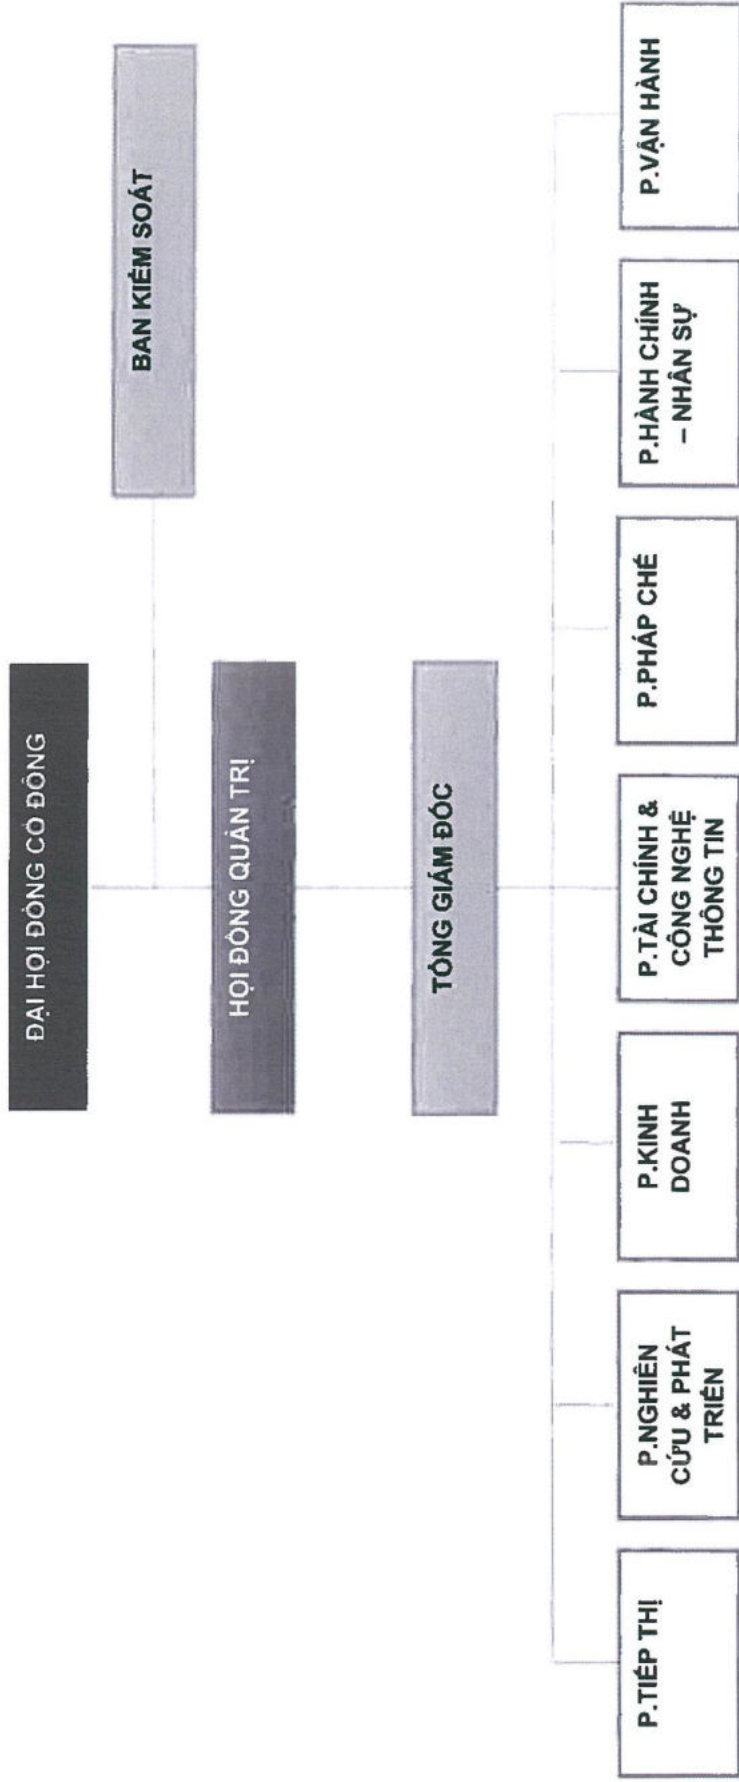 ĐẠI HỘI ĐỒNG CỔ ĐÔNG
BAN KIỂM SOÁT
HỘI ĐỒNG QUẢN TRỊ
TỔNG GIÁM ĐỐC
P.TIẾP THỊ
P.NGHIÊN
CỨU & PHÁT
TRIỂN
P.KINH
DOANH
P.TÀI CHÍNH &
CÔNG NGHỆ
THÔNG TIN
P.PHÁP CHẾ
P.HÀNH CHÍNH
– NHÂN SỰ
P.VẬN HÀNH